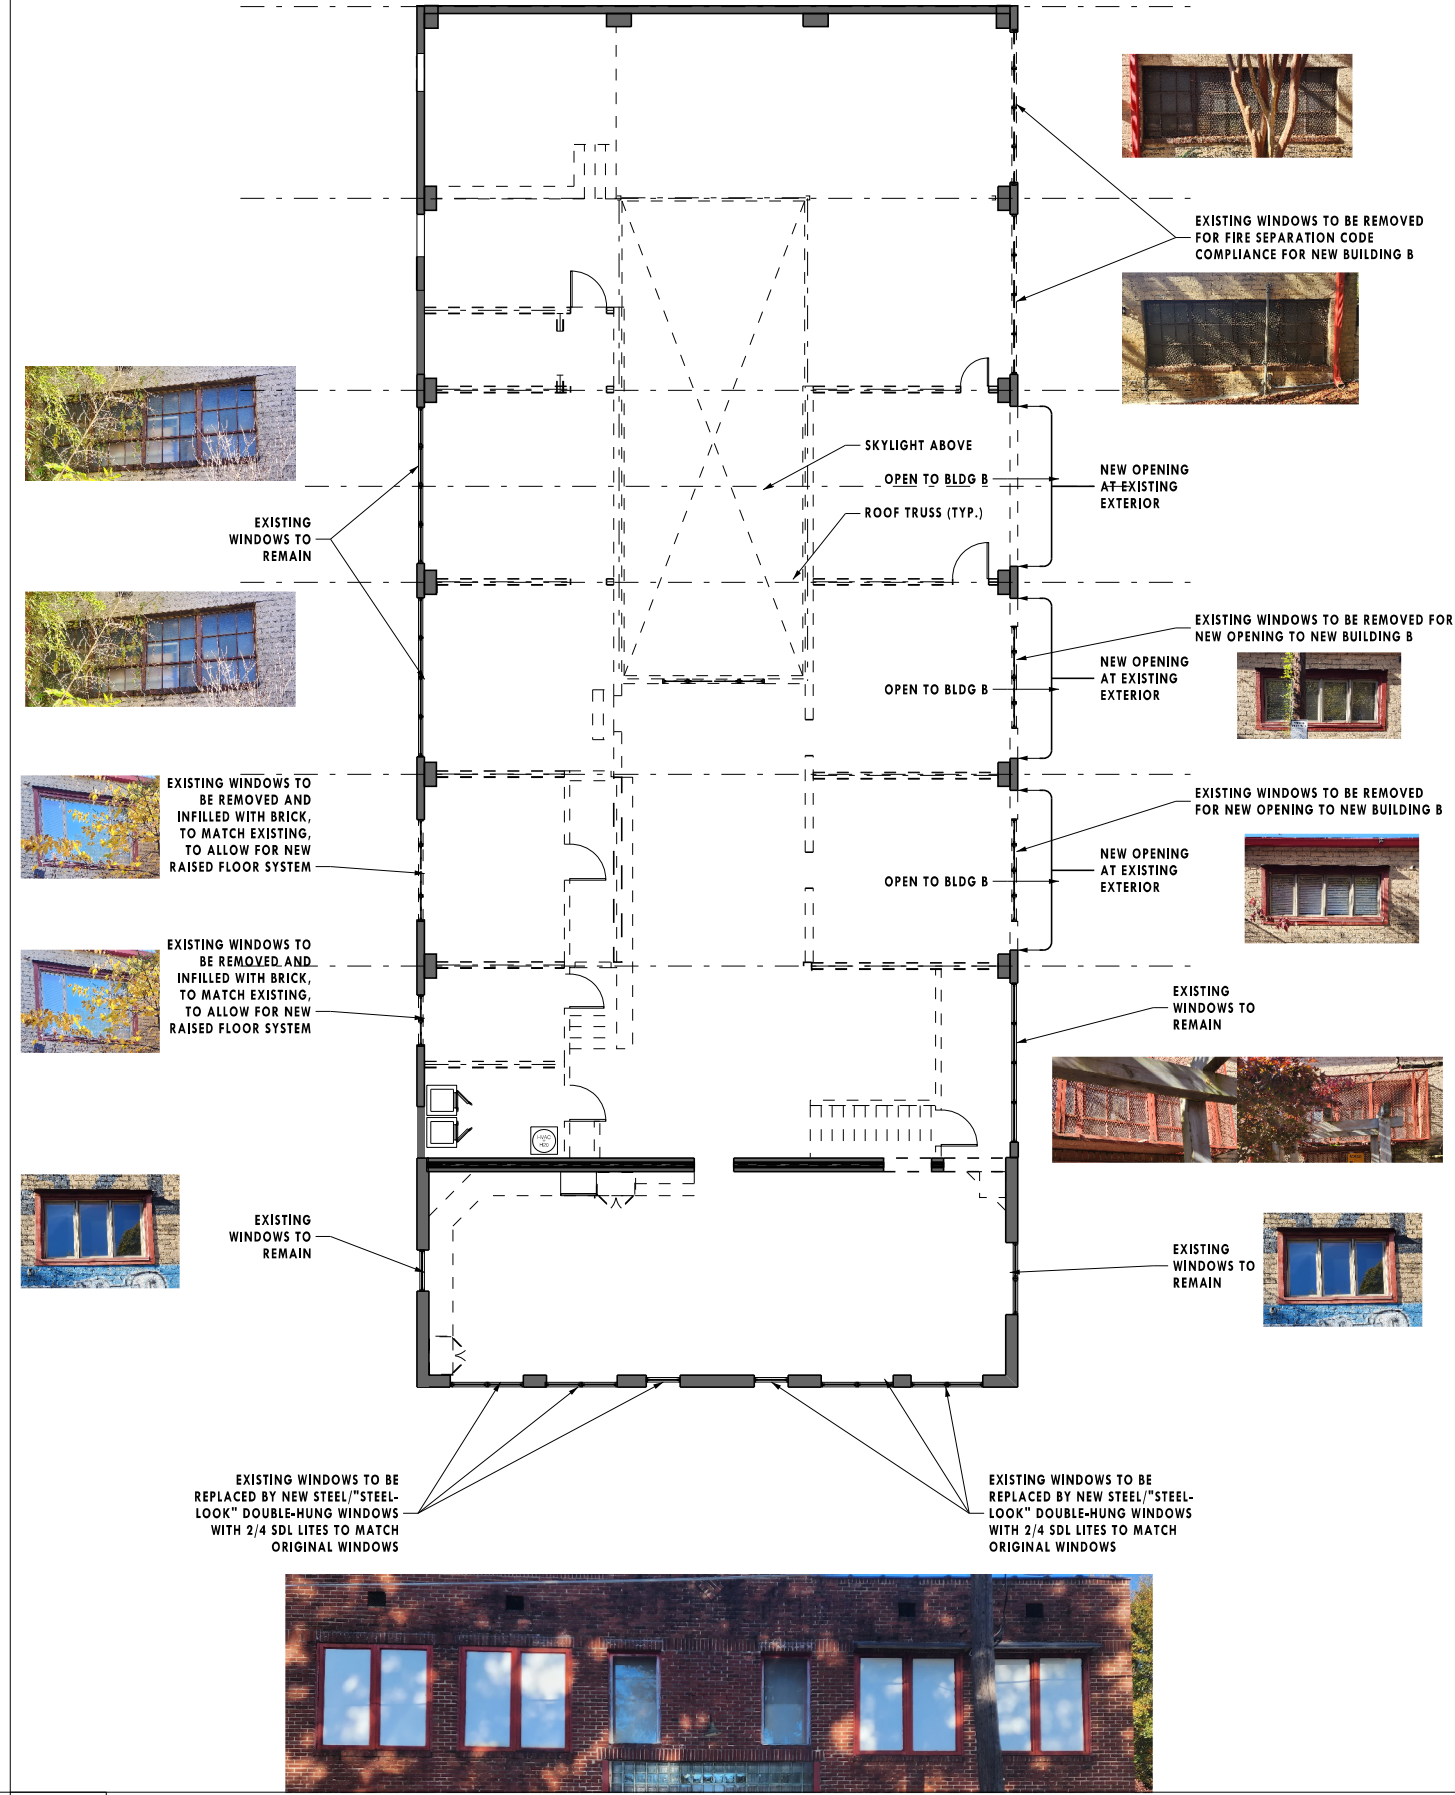 EXISTING WINDOWS TO BE REMOVED
FOR FIRE SEPARATION CODE
COMPLIANCE FOR NEW BUILDING B
SKYLIGHT ABOVE
OPEN TO BLDG B
NEW OPENING
AT EXISTING
EXTERIOR
ROOF TRUSS (TYP.)
EXISTING
WINDOWS TO
REMAIN
EXISTING WINDOWS TO BE REMOVED FOR
NEW OPENING TO NEW BUILDING B
NEW OPENING
AT EXISTING
EXTERIOR
OPEN TO BLDG B
EXISTING WINDOWS TO
BE REMOVED AND
INFILLED WITH BRICK,
TO MATCH EXISTING,
TO ALLOW FOR NEW
RAISED FLOOR SYSTEM
EXISTING WINDOWS TO BE REMOVED
FOR NEW OPENING TO NEW BUILDING B
NEW OPENING
AT EXISTING
EXTERIOR
OPEN TO BLDG B
EXISTING WINDOWS TO
BE REMOVED AND
INFILLED WITH BRICK,
TO MATCH EXISTING,
TO ALLOW FOR NEW
RAISED FLOOR SYSTEM
EXISTING
WINDOWS TO
REMAIN
HVAC
H2O
EXISTING
WINDOWS TO
REMAIN
EXISTING
WINDOWS TO
REMAIN
EXISTING WINDOWS TO BE
REPLACED BY NEW STEEL/"STEEL-
LOOK" DOUBLE-HUNG WINDOWS
WITH 2/4 SDL LITES TO MATCH
ORIGINAL WINDOWS
EXISTING WINDOWS TO BE
REPLACED BY NEW STEEL/"STEEL-
LOOK" DOUBLE-HUNG WINDOWS
WITH 2/4 SDL LITES TO MATCH
ORIGINAL WINDOWS